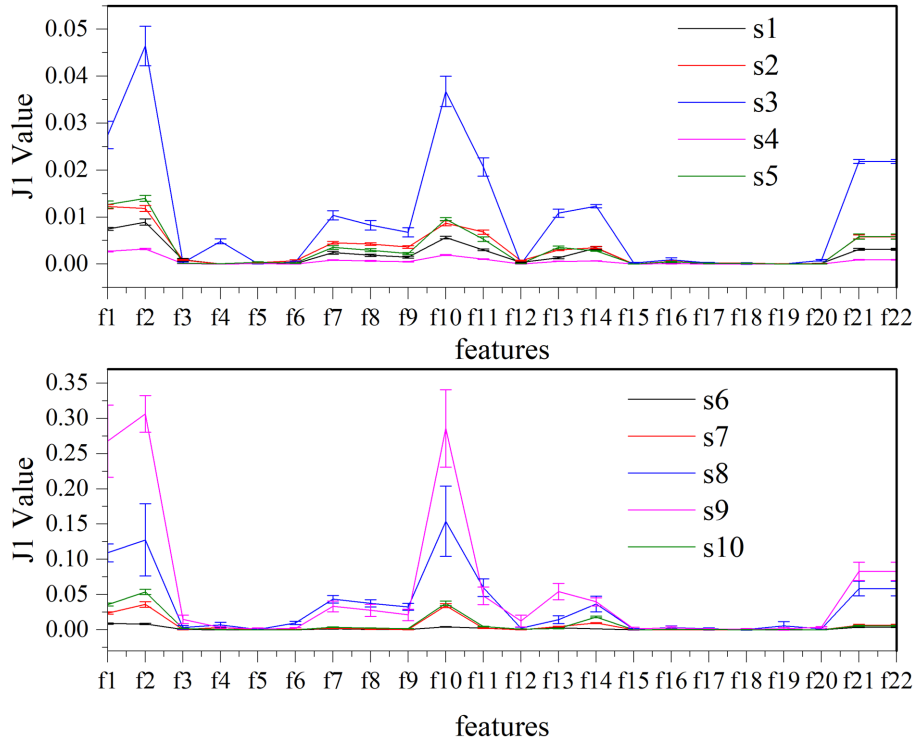 0.05
0.04
0.03
0.02
0.01
0.00
J1 Value
s1
s2
s3
s4
s5
f1 f2 f3 f4 f5 f6 f7 f8 f9 f10 f11 f12 f13 f14 f15 f16 f17 f18 f19 f20 f21 f22
features
0.35
0.30
0.25
0.20
0.15
0.10
0.05
0.00
J1 Value
s6
s7
s8
s9
s10
f1 f2 f3 f4 f5 f6 f7 f8 f9 f10 f11 f12 f13 f14 f15 f16 f17 f18 f19 f20 f21 f22
features